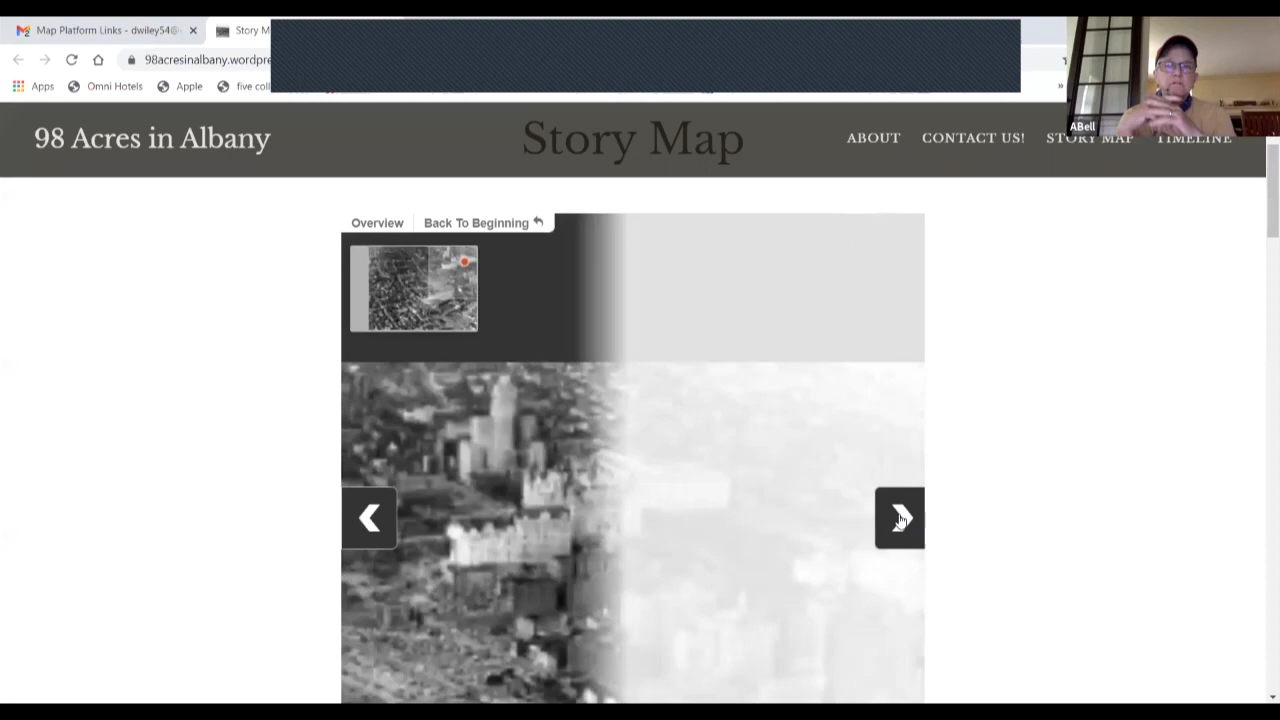 Map Platform Links - dwiley54@
Story M
98acresinalbany.wordpre
Apps
Omni Hotels
Apple
five coll
»
ABell
98 Acres in Albany
Story Map
ABOUT
CONTACT US!
STORY MAP
TIMELINE
Overview
Back To Beginning